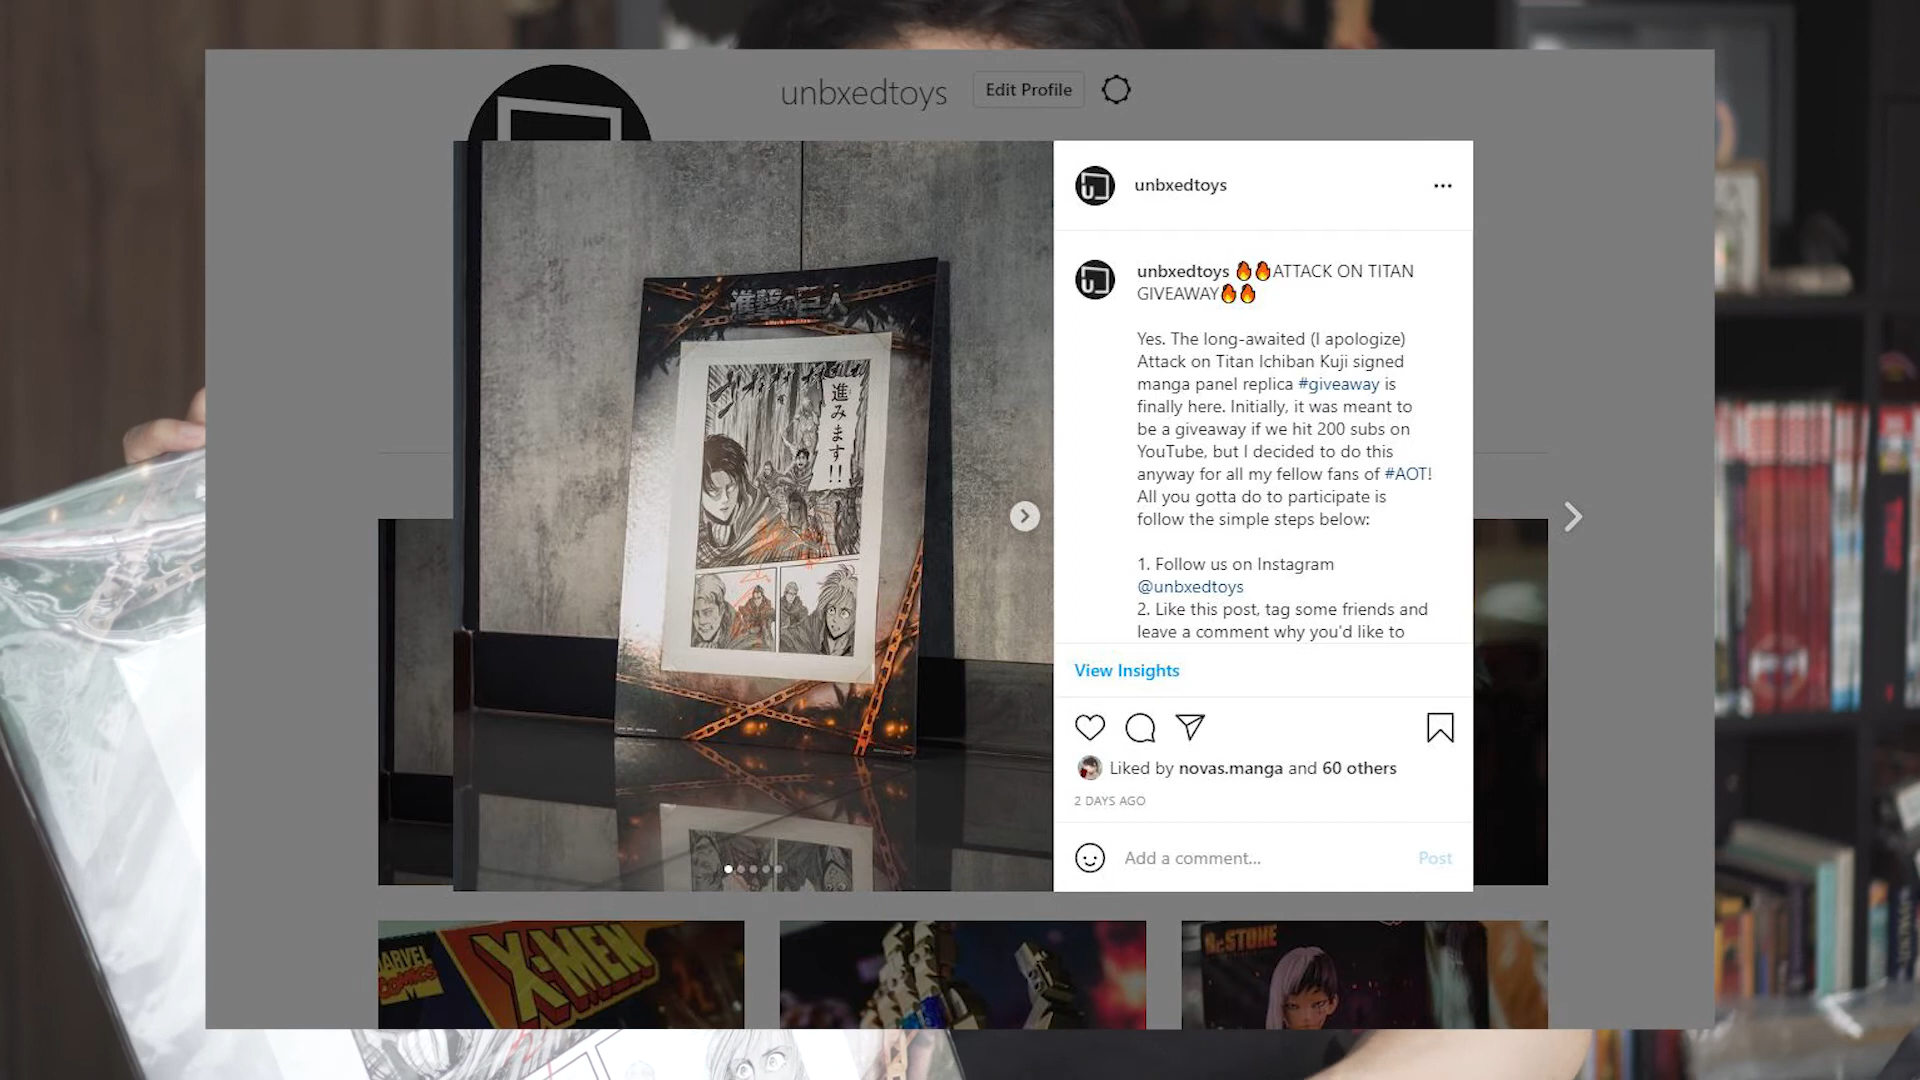 unbxedtoys
Edit Profile
unbxedtoys
unbxedtoys 🔥🔥ATTACK ON TITAN
GIVEAWAY🔥🔥
Yes. The long-awaited (I apologize)
Attack on Titan Ichiban Kuji signed
manga panel replica #giveaway is
finally here. Initially, it was meant to
be a giveaway if we hit 200 subs on
YouTube, but I decided to do this
anyway for all my fellow fans of #AOT!
All you gotta do to participate is
follow the simple steps below:
1. Follow us on Instagram
@unbxedtoys
2. Like this post, tag some friends and
leave a comment why you'd like to
View Insights
Liked by novas.manga and 60 others
2 DAYS AGO
Add a comment...
Post
進撃の巨人
進みます!!
MARVEL
COMICS
X-MEN
Dr.STONE